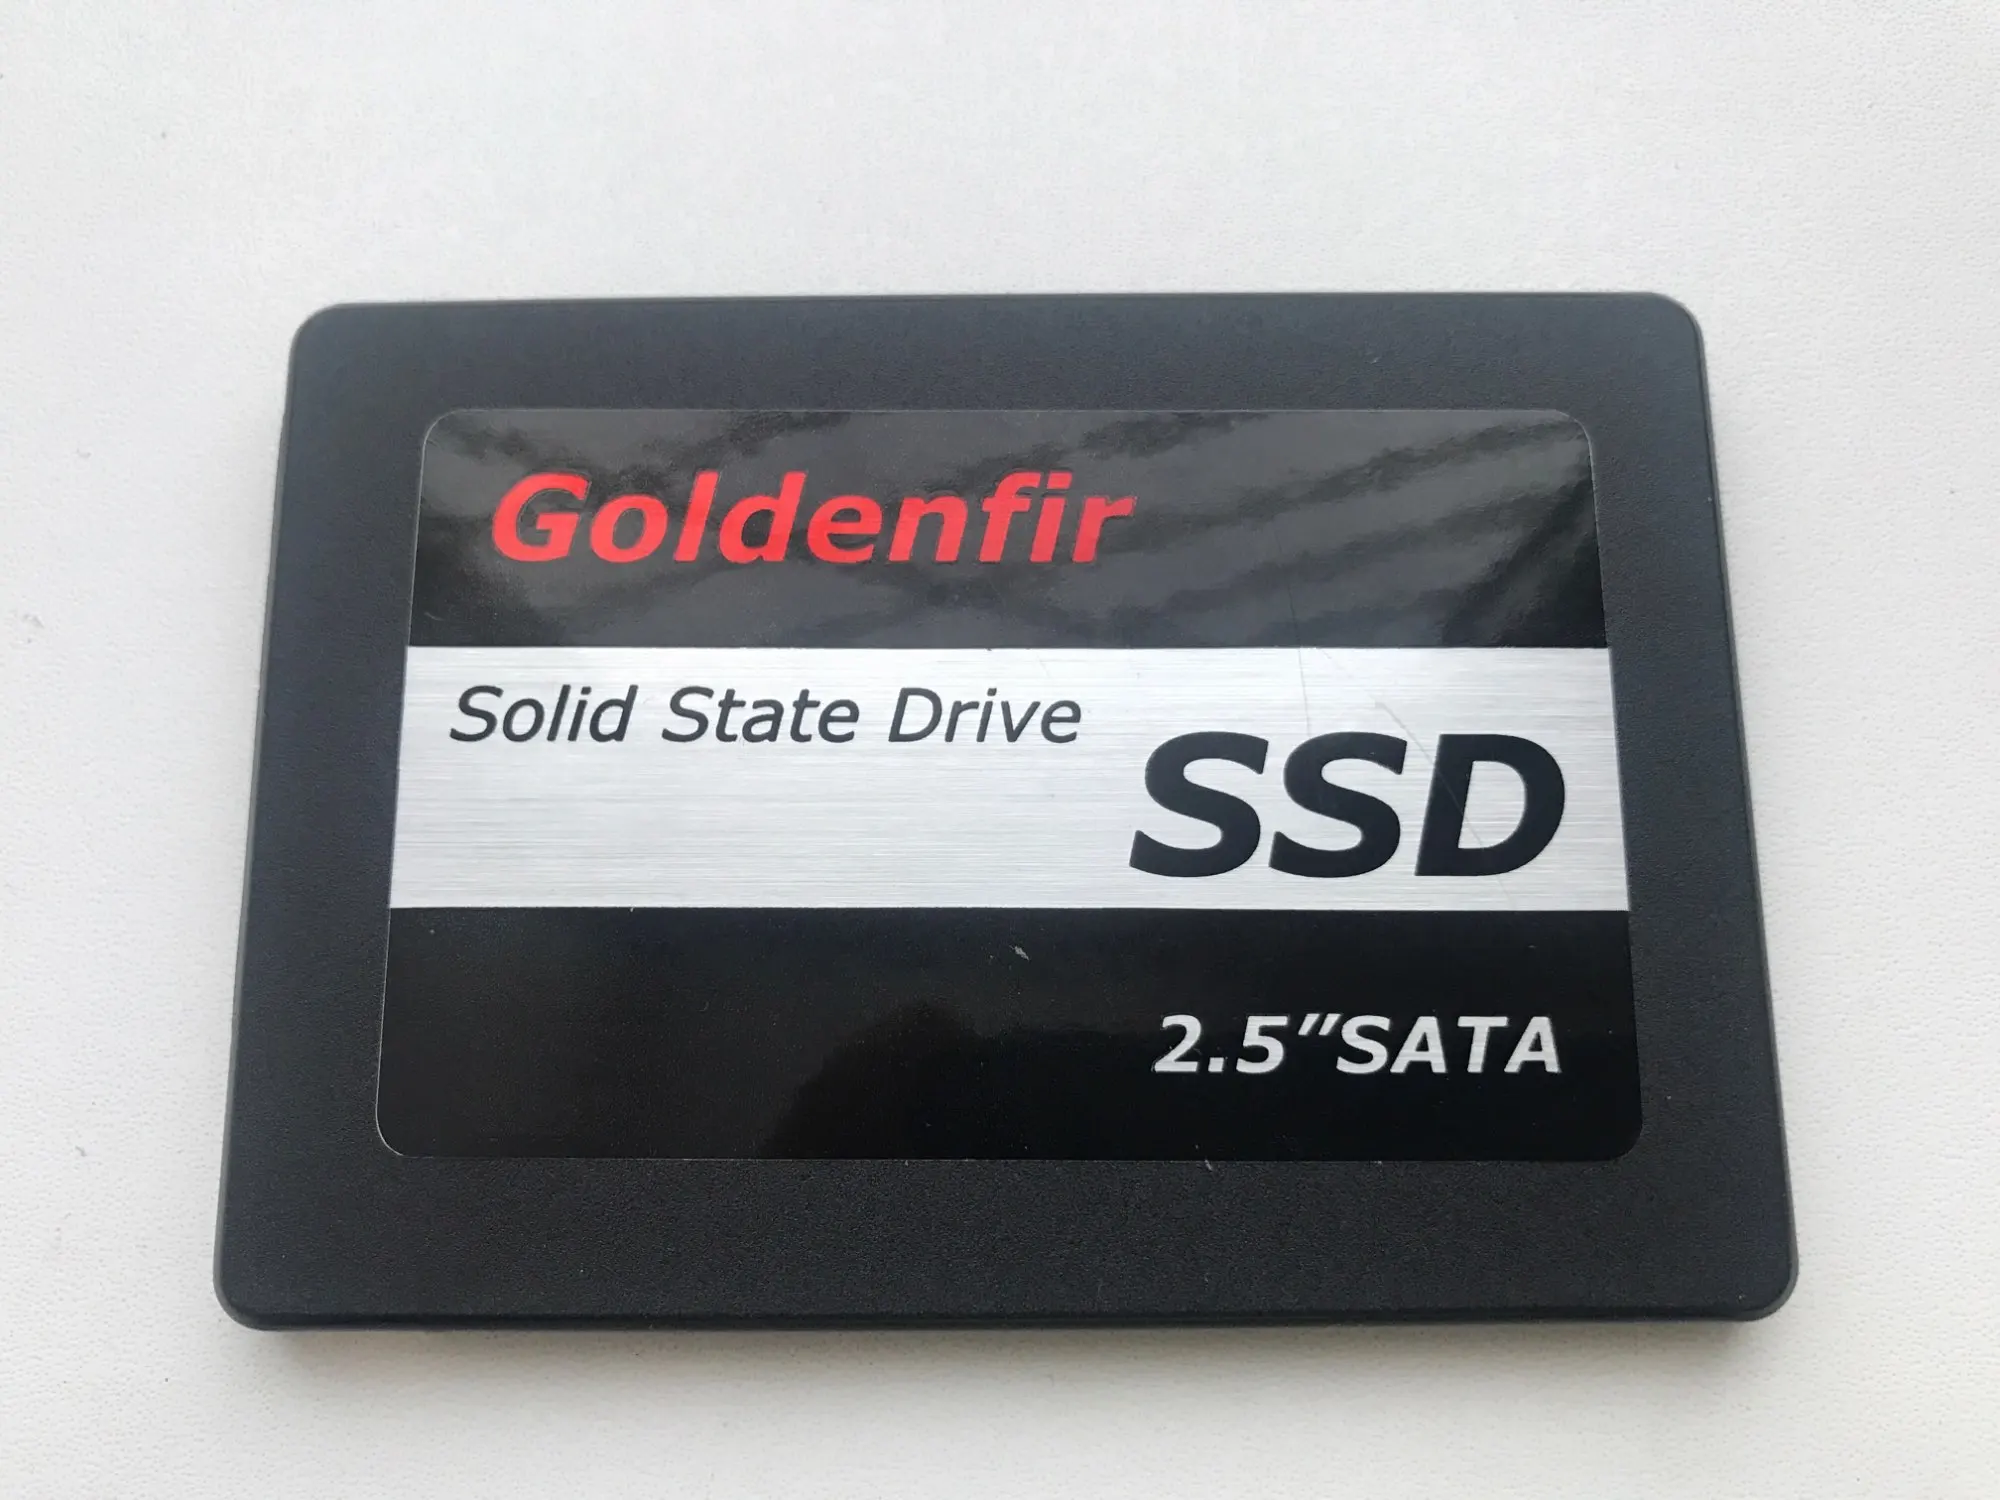 Goldenfir
Solid State Drive
SSD
2.5″SATA